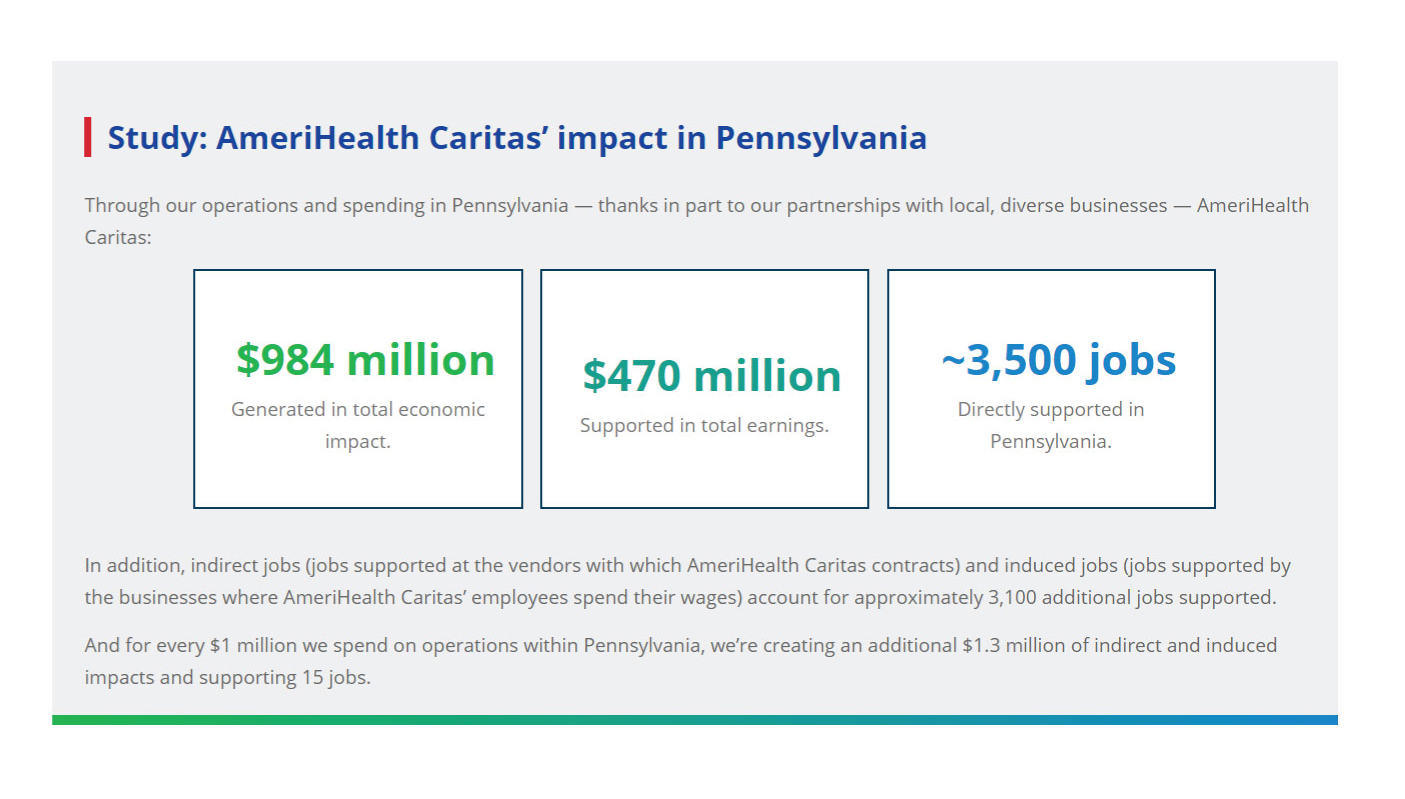 Study: AmeriHealth Caritas’ impact in Pennsylvania
Through our operations and spending in Pennsylvania — thanks in part to our partnerships with local, diverse businesses — AmeriHealth
Caritas:
$984 million
Generated in total economic
impact.
$470 million
Supported in total earnings.
~3,500 jobs
Directly supported in
Pennsylvania.
In addition, indirect jobs (jobs supported at the vendors with which AmeriHealth Caritas contracts) and induced jobs (jobs supported by
the businesses where AmeriHealth Caritas’ employees spend their wages) account for approximately 3,100 additional jobs supported.
And for every $1 million we spend on operations within Pennsylvania, we’re creating an additional $1.3 million of indirect and induced
impacts and supporting 15 jobs.